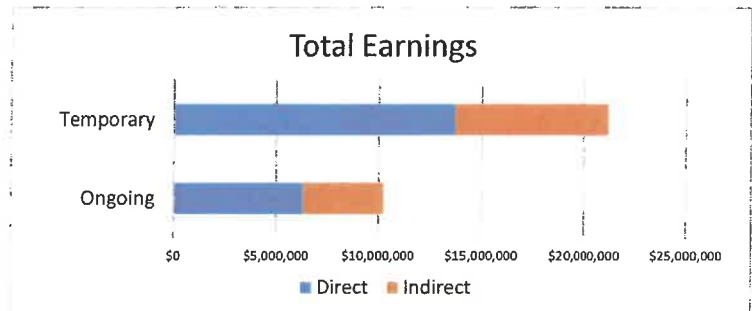 Total Earnings
Temporary
Ongoing
$0 $5,000,000 $10,000,000 $15,000,000 $20,000,000 $25,000,000
Direct Indirect